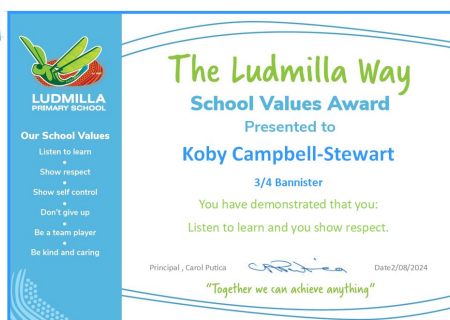 LUDMILLA
PRIMARY SCHOOL
Our School Values
Listen to learn
Show respect
Show self control
Don't give up
Be a team player
Be kind and caring
The Ludmilla Way
School Values Award
Presented to
Koby Campbell-Stewart
3/4 Bannister
You have demonstrated that you:
Listen to learn and you show respect.
Principal , Carol Putica
Date2/08/2024
"Together we can achieve anything"